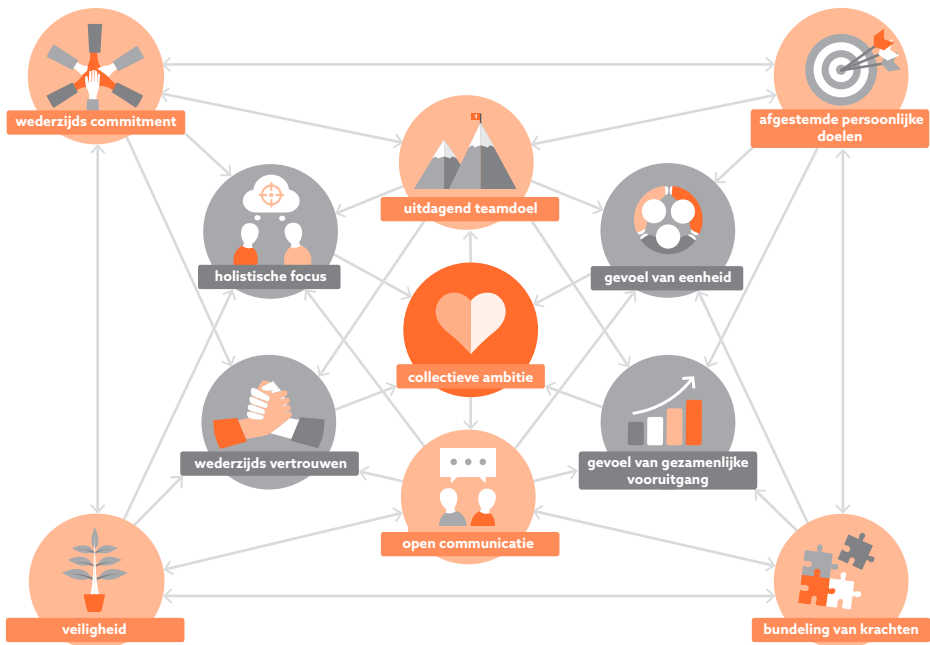 wederzijds commitment
afgestemde persoonlijke
doelen
uitdagend teamdoel
holistische focus
gevoel van eenheid
collectieve ambitie
wederzijds vertrouwen
gevoel van gezamenlijke
vooruitgang
open communicatie
veiligheid
bundeling van krachten